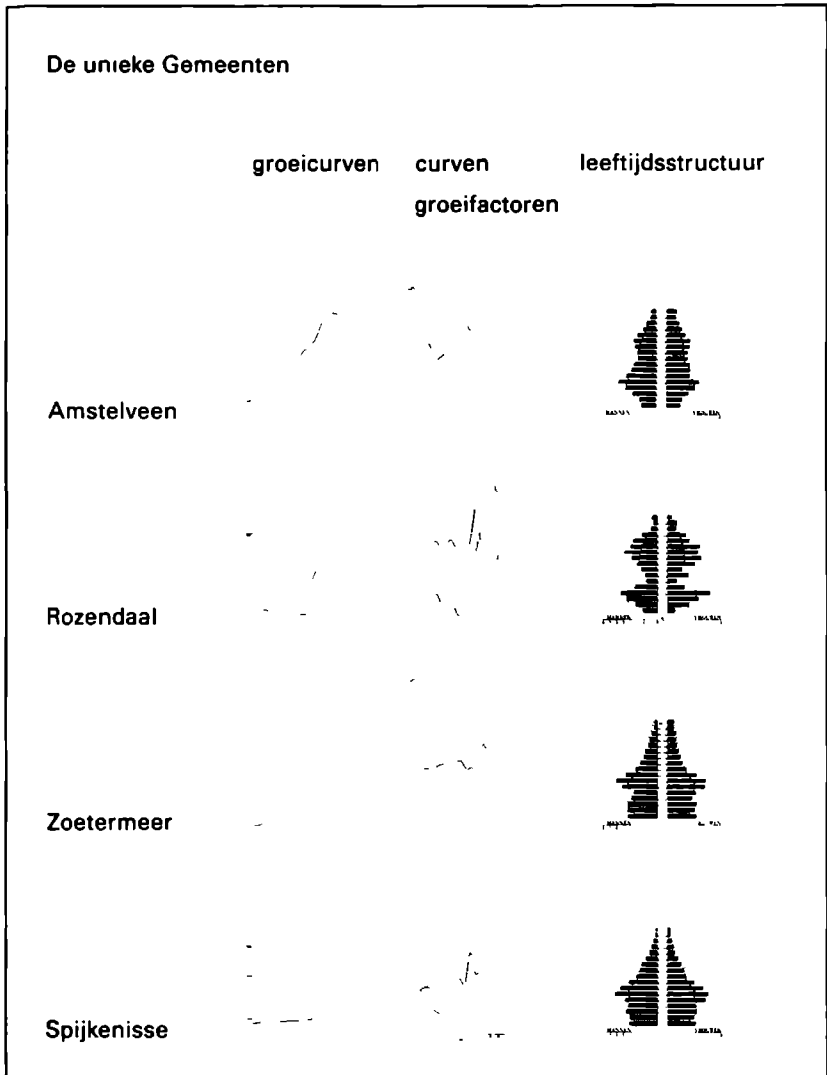 De unieke Gemeenten
groeicurven curven leeftijdsstructuur
groeifactoren
Amstelveen
Rozendaal
Zoetermeer
Spijkenisse